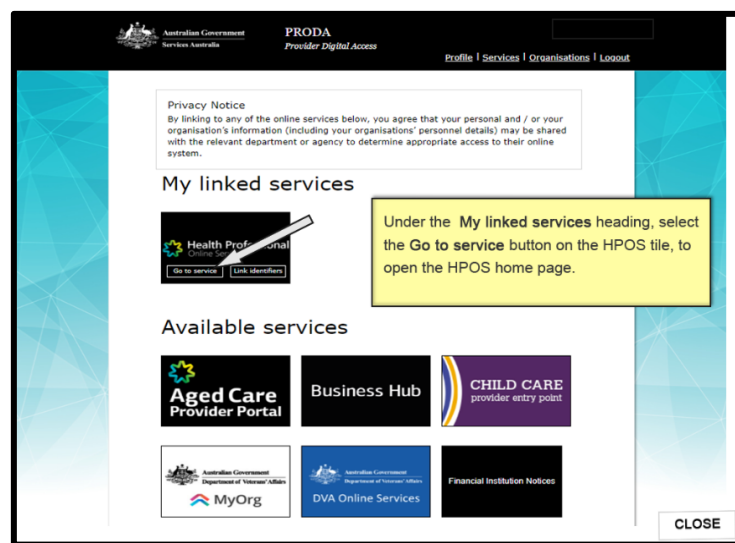 Australian Government
Services Australia
PRODA
Provider Digital Access
Profile | Services | Organisations | Logout
Privacy Notice
By linking to any of the online services below, you agree that your personal and / or your
organisation's information (including your organisations' personnel details) may be shared
with the relevant department or agency to determine appropriate access to their online
system.
My linked services
Health
Online
Go to service
Link identifiers
Under the My linked services heading, select
the Go to service button on the HPOS tile, to
open the HPOS home page.
Available services
Aged Care
Provider Portal
Business Hub
CHILD CARE
provider entry point
Australian Government
Department of Veterans' Affairs
MyOrg
Australian Government
Department of Veterans' Affairs
DVA Online Services
Financial Institution Notices
CLOSE